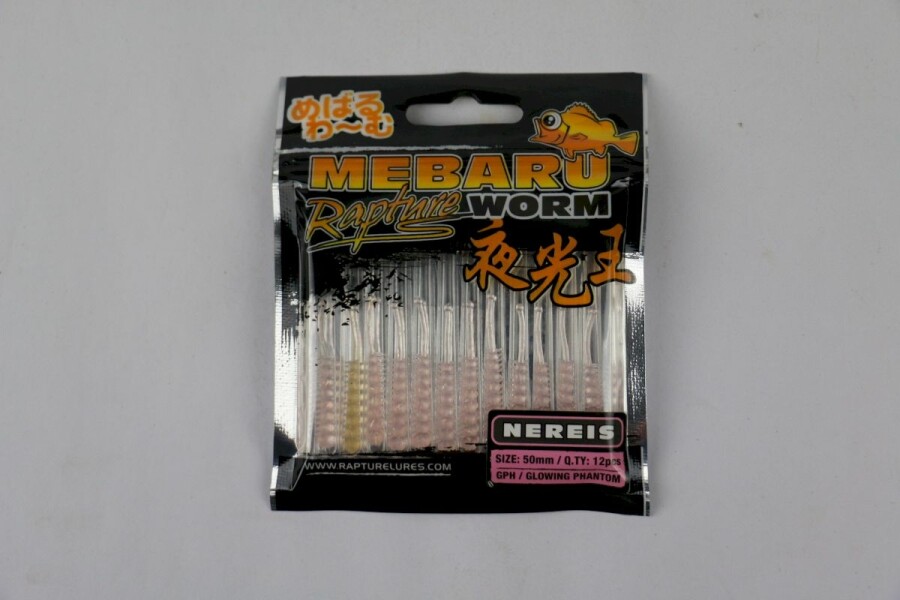 めばる
わ～む
MEBARU
Rapture WORM
夜光王
NEREIS
SIZE: 50mm / Q.TY: 12pcs
GPH / GLOWING PHANTOM
WWW.RAPTURELURES.COM